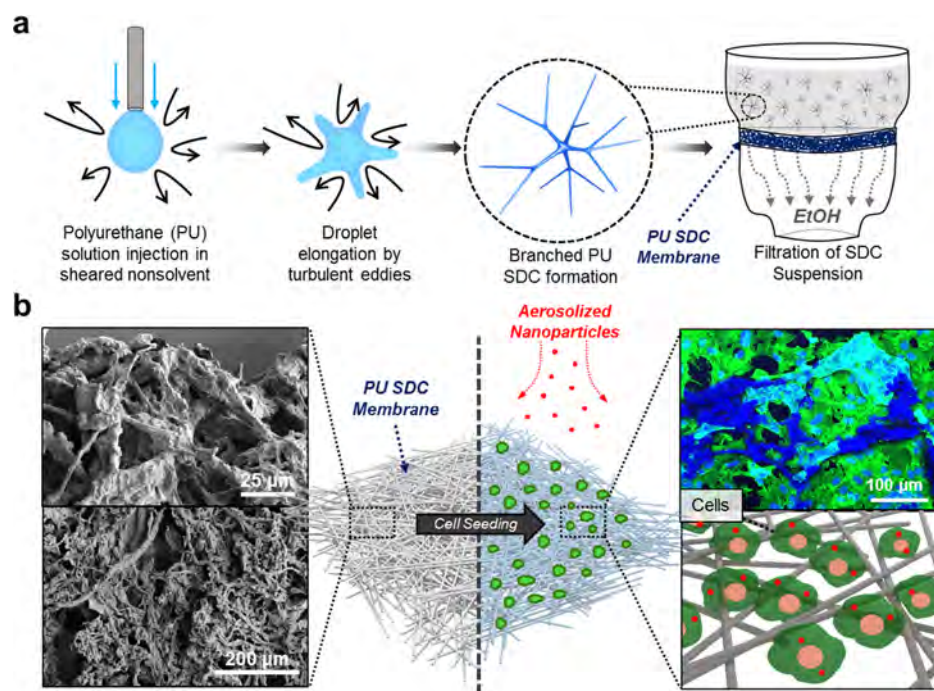 a
Polyurethane (PU)
solution injection in
sheared nonsolvent
Droplet
elongation by
turbulent eddies
Branched PU
SDC formation
PU SDC
Membrane
EtOH
Filtration of SDC
Suspension
b
25 µm
200 µm
PU SDC
Membrane
Aerosolized
Nanoparticles
Cell Seeding
100 µm
Cells